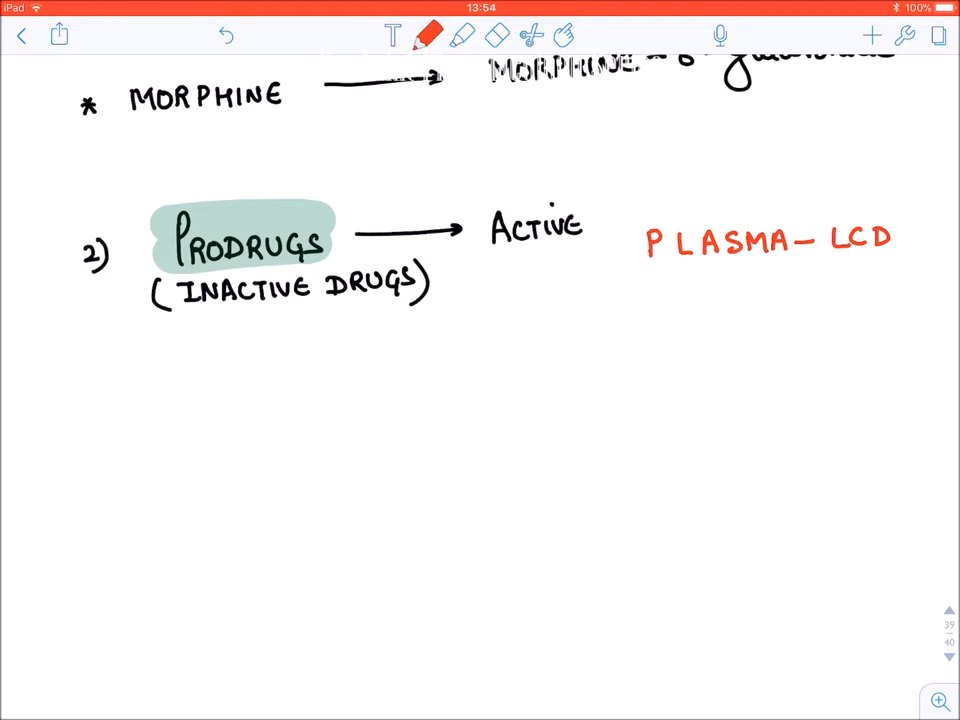 iPad 13:54 100%
T
* MORPHINE → MORPHINE
2) PRODRUGS → ACTIVE PLASMA – LCD
(INACTIVE DRUGS)
39
40